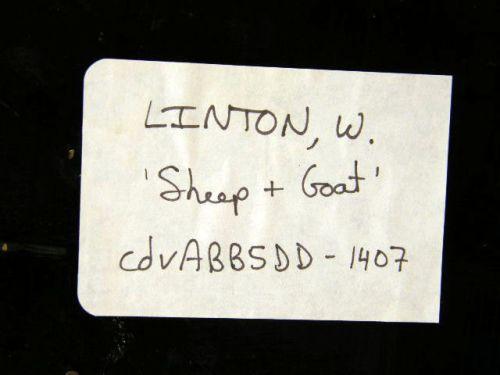 LINTON, W.
'Sheep + Goat'
cdvABBSDD - 1407